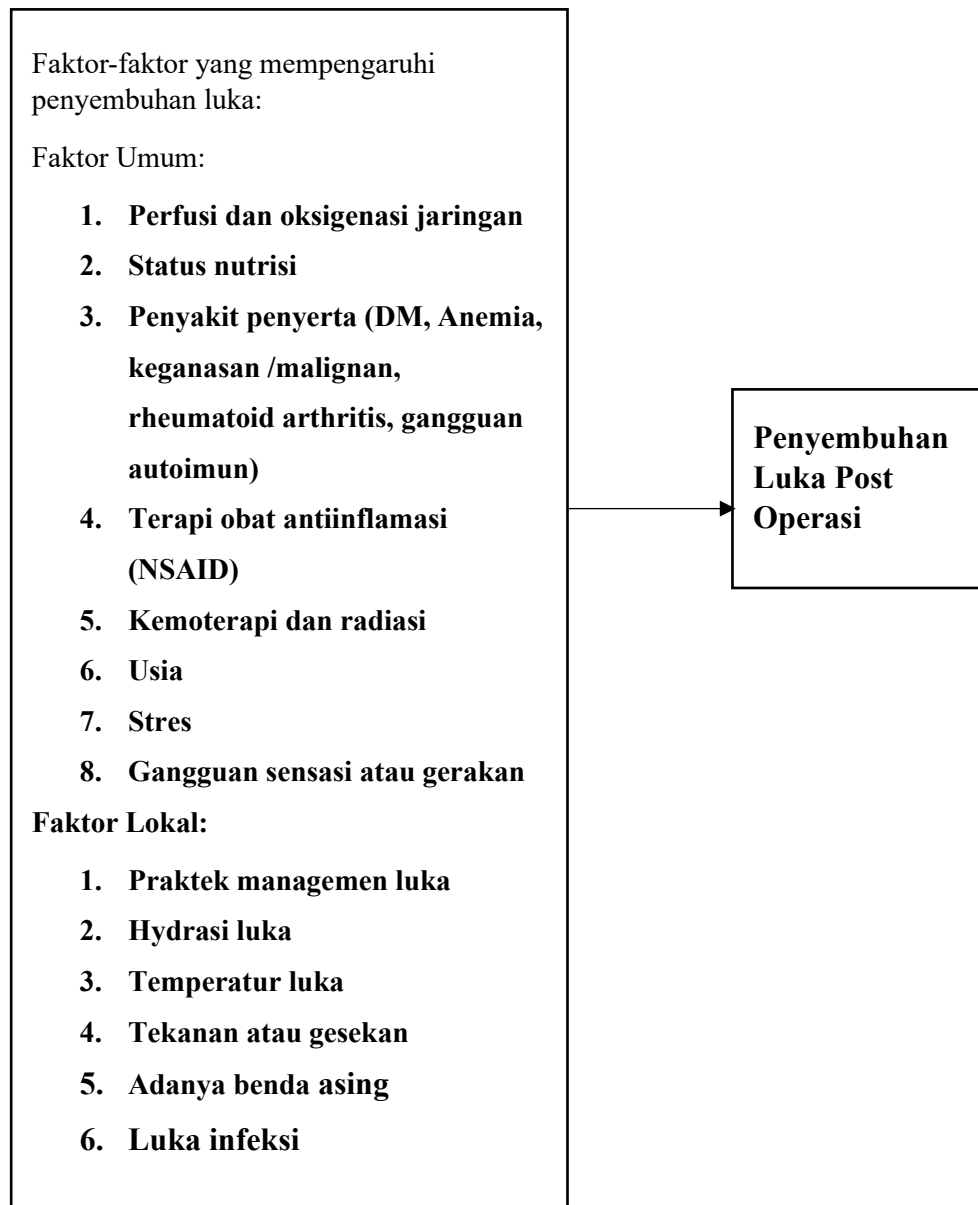 Faktor-faktor yang mempengaruhi
penyembuhan luka:
Faktor Umum:
1. Perfusi dan oksigenasi jaringan
2. Status nutrisi
3. Penyakit penyerta (DM, Anemia,
keganasan /malignan,
rheumatoid arthritis, gangguan
autoimun)
4. Terapi obat antiinflamasi
(NSAID)
5. Kemoterapi dan radiasi
6. Usia
7. Stres
8. Gangguan sensasi atau gerakan
Faktor Lokal:
1. Praktek managemen luka
2. Hydrasi luka
3. Temperatur luka
4. Tekanan atau gesekan
5. Adanya benda asing
6. Luka infeksi
Penyembuhan
Luka Post
Operasi